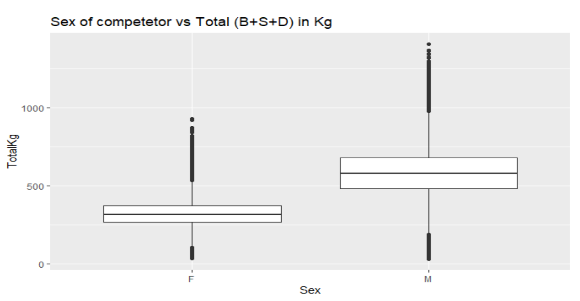 Sex of competetor vs Total (B+S+D) in Kg
TotalKg
1000
500
0
F
M
Sex